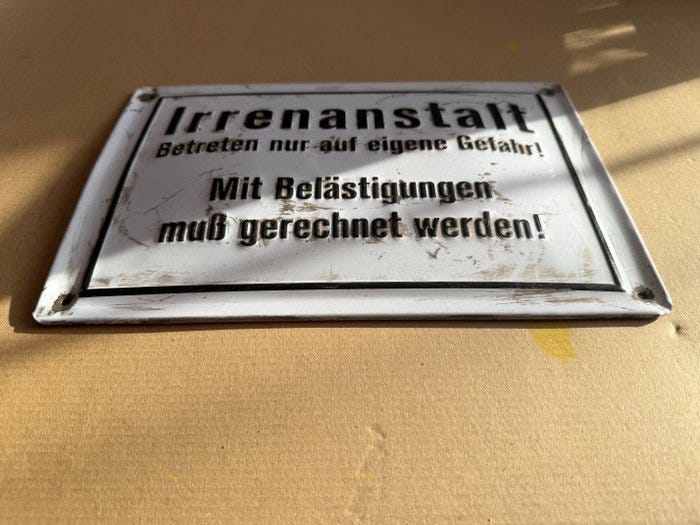 Irrenanstalt
Betreten nur auf eigene Gefahr!
Mit Belästigungen
muß gerechnet werden!